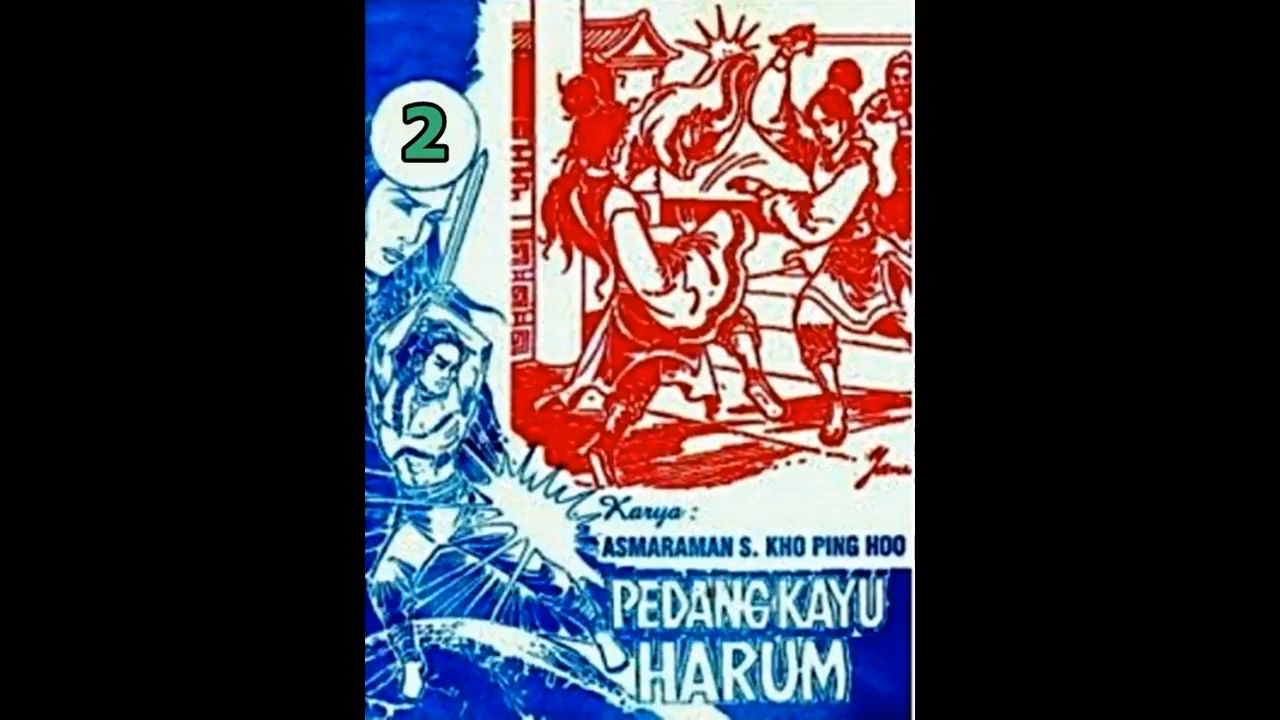 2
Karya :
ASMARAMAN S. KHO PING HOO
PEDANG KAYU
HARUM